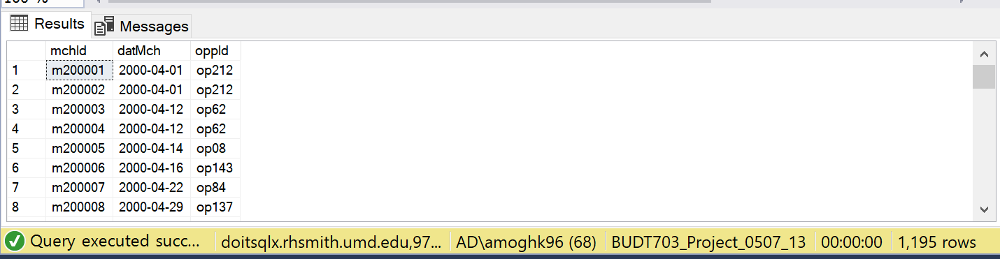 Results Messages
mchId datMch oppId
1 m200001 2000-04-01 op212
2 m200002 2000-04-01 op212
3 m200003 2000-04-12 op62
4 m200004 2000-04-12 op62
5 m200005 2000-04-14 op08
6 m200006 2000-04-16 op143
7 m200007 2000-04-22 op84
8 m200008 2000-04-29 op137
Query executed succ... doitsqlx.rhsmith.umd.edu,97... AD\amoghk96 (68) BUDT703_Project_0507_13 00:00:00 1,195 rows